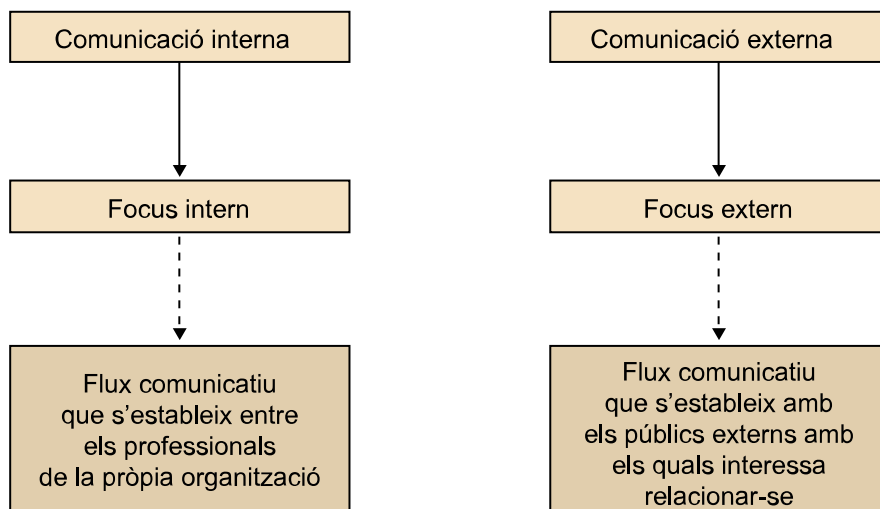 Comunicació interna
Comunicació externa
Focus intern
Focus extern
Flux comunicatiu
que s’estableix entre
els professionals
de la pròpia organització
Flux comunicatiu
que s’estableix amb
els públics externs amb
els quals interessa
relacionar-se